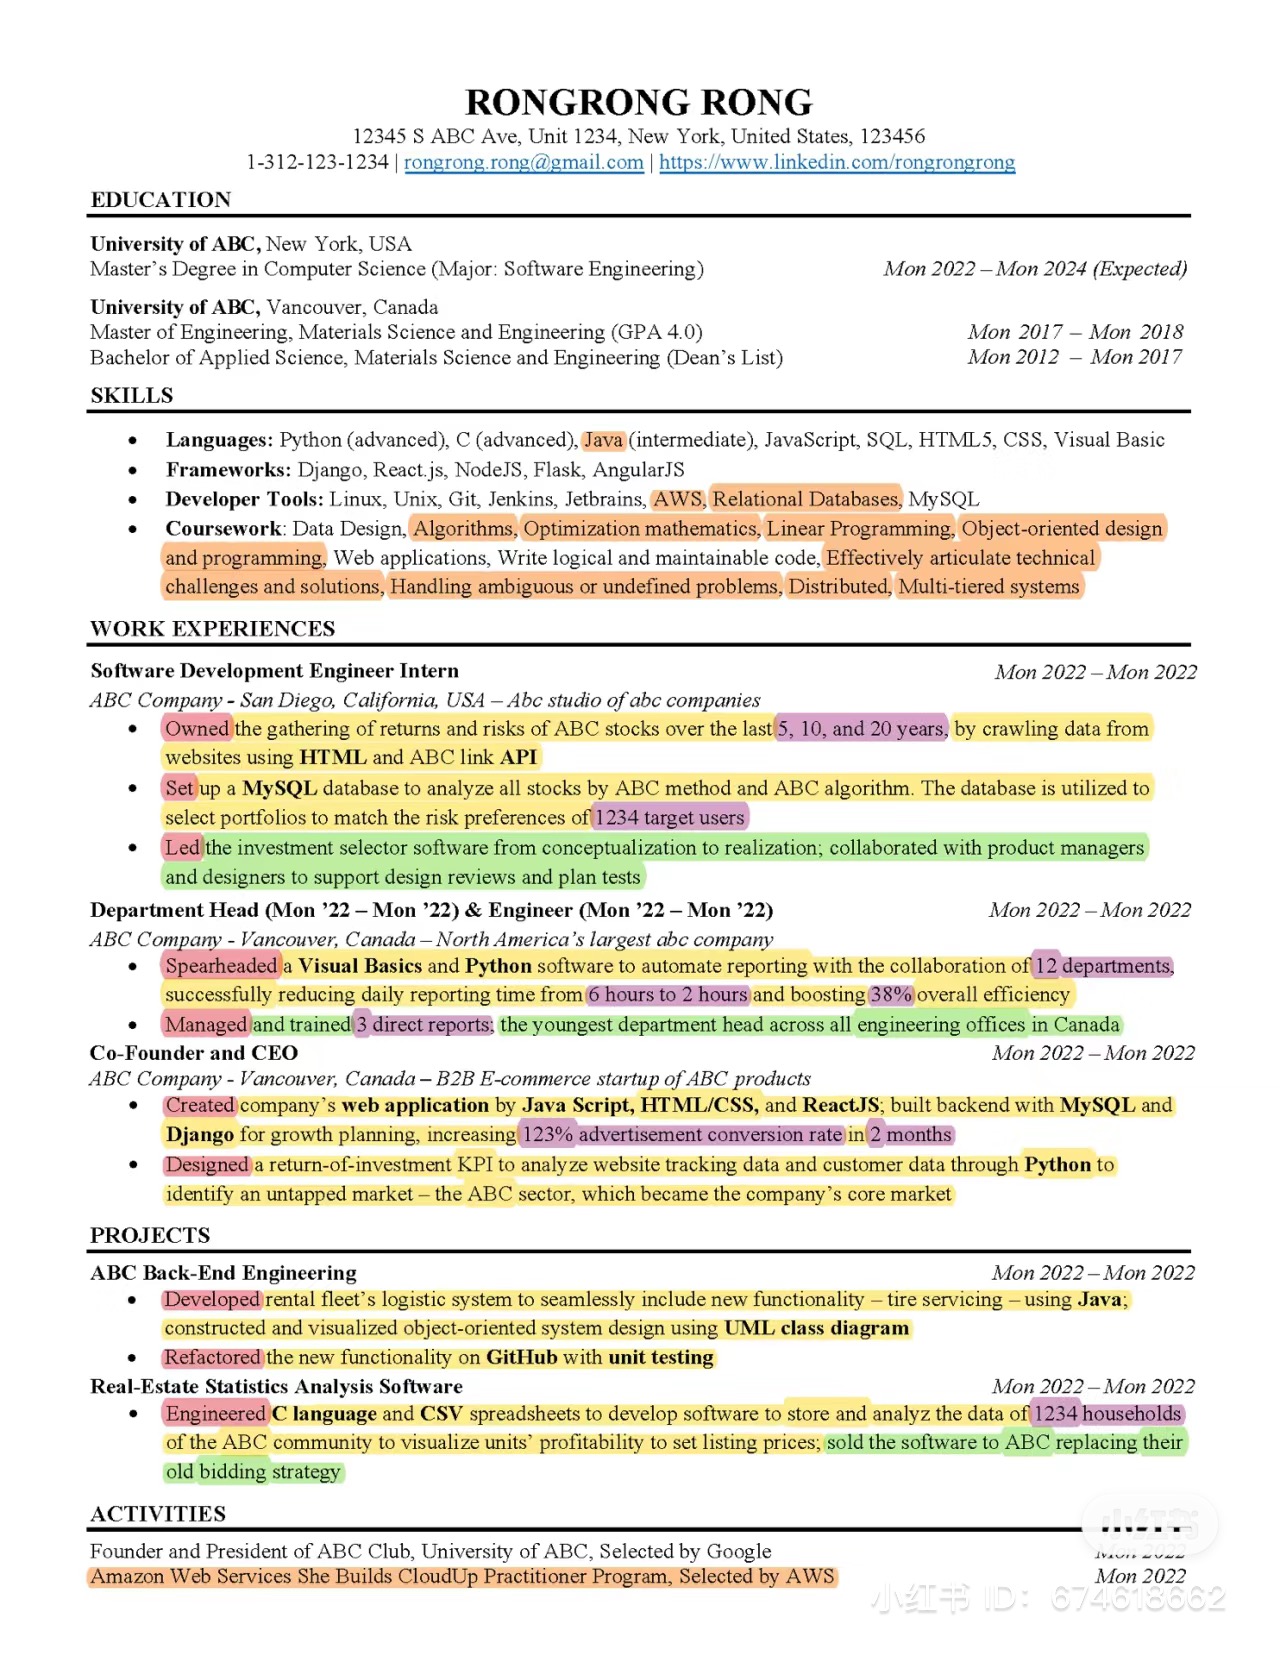 RONGRONG RONG
12345 S ABC Ave, Unit 1234, New York, United States, 123456
1-312-123-1234 | rongrong.rong@gmail.com | https://www.linkedin.com/rongrongrong
EDUCATION
University of ABC, New York, USA
Master's Degree in Computer Science (Major: Software Engineering) Mon 2022 – Mon 2024 (Expected)
University of ABC, Vancouver, Canada
Master of Engineering, Materials Science and Engineering (GPA 4.0) Mon 2017 – Mon 2018
Bachelor of Applied Science, Materials Science and Engineering (Dean's List) Mon 2012 – Mon 2017
SKILLS
• Languages: Python (advanced), C (advanced), Java (intermediate), JavaScript, SQL, HTML5, CSS, Visual Basic
• Frameworks: Django, React.js, NodeJS, Flask, AngularJS
• Developer Tools: Linux, Unix, Git, Jenkins, Jetbrains, AWS, Relational Databases, MySQL
• Coursework: Data Design, Algorithms, Optimization mathematics, Linear Programming, Object-oriented design
and programming, Web applications, Write logical and maintainable code, Effectively articulate technical
challenges and solutions, Handling ambiguous or undefined problems, Distributed, Multi-tiered systems
WORK EXPERIENCES
Software Development Engineer Intern Mon 2022 – Mon 2022
ABC Company - San Diego, California, USA – Abc studio of abc companies
• Owned the gathering of returns and risks of ABC stocks over the last 5, 10, and 20 years, by crawling data from
websites using HTML and ABC link API
• Set up a MySQL database to analyze all stocks by ABC method and ABC algorithm. The database is utilized to
select portfolios to match the risk preferences of 1234 target users
• Led the investment selector software from conceptualization to realization; collaborated with product managers
and designers to support design reviews and plan tests
Department Head (Mon '22 – Mon '22) & Engineer (Mon '22 – Mon '22) Mon 2022 – Mon 2022
ABC Company - Vancouver, Canada – North America's largest abc company
• Spearheaded a Visual Basics and Python software to automate reporting with the collaboration of 12 departments,
successfully reducing daily reporting time from 6 hours to 2 hours and boosting 38% overall efficiency
• Managed and trained 3 direct reports; the youngest department head across all engineering offices in Canada
Co-Founder and CEO Mon 2022 – Mon 2022
ABC Company - Vancouver, Canada – B2B E-commerce startup of ABC products
• Created company's web application by Java Script, HTML/CSS, and ReactJS; built backend with MySQL and
Django for growth planning, increasing 123% advertisement conversion rate in 2 months
• Designed a return-of-investment KPI to analyze website tracking data and customer data through Python to
identify an untapped market – the ABC sector, which became the company's core market
PROJECTS
ABC Back-End Engineering Mon 2022 – Mon 2022
• Developed rental fleet's logistic system to seamlessly include new functionality – tire servicing – using Java;
constructed and visualized object-oriented system design using UML class diagram
• Refactored the new functionality on GitHub with unit testing
Real-Estate Statistics Analysis Software Mon 2022 – Mon 2022
• Engineered C language and CSV spreadsheets to develop software to store and analyz the data of 1234 households
of the ABC community to visualize units' profitability to set listing prices; sold the software to ABC replacing their
old bidding strategy
ACTIVITIES
小红书
Founder and President of ABC Club, University of ABC, Selected by Google Mon 2022
Amazon Web Services She Builds CloudUp Practitioner Program, Selected by AWS Mon 2022
小红书 ID: 674618662